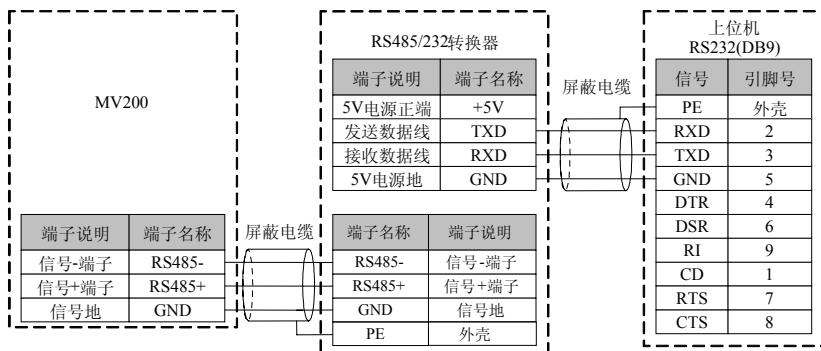 MV200
端子说明 端子名称
信号-端子 RS485-
信号+端子 RS485+
信号地 GND
屏蔽电缆
RS485/232转换器
端子说明 端子名称
5V电源正端 +5V
发送数据线 TXD
接收数据线 RXD
5V电源地 GND
端子名称 端子说明
RS485- 信号-端子
RS485+ 信号+端子
GND 信号地
PE 外壳
屏蔽电缆
上位机
RS232(DB9)
信号 引脚号
PE 外壳
RXD 2
TXD 3
GND 5
DTR 4
DSR 6
RI 9
CD 1
RTS 7
CTS 8